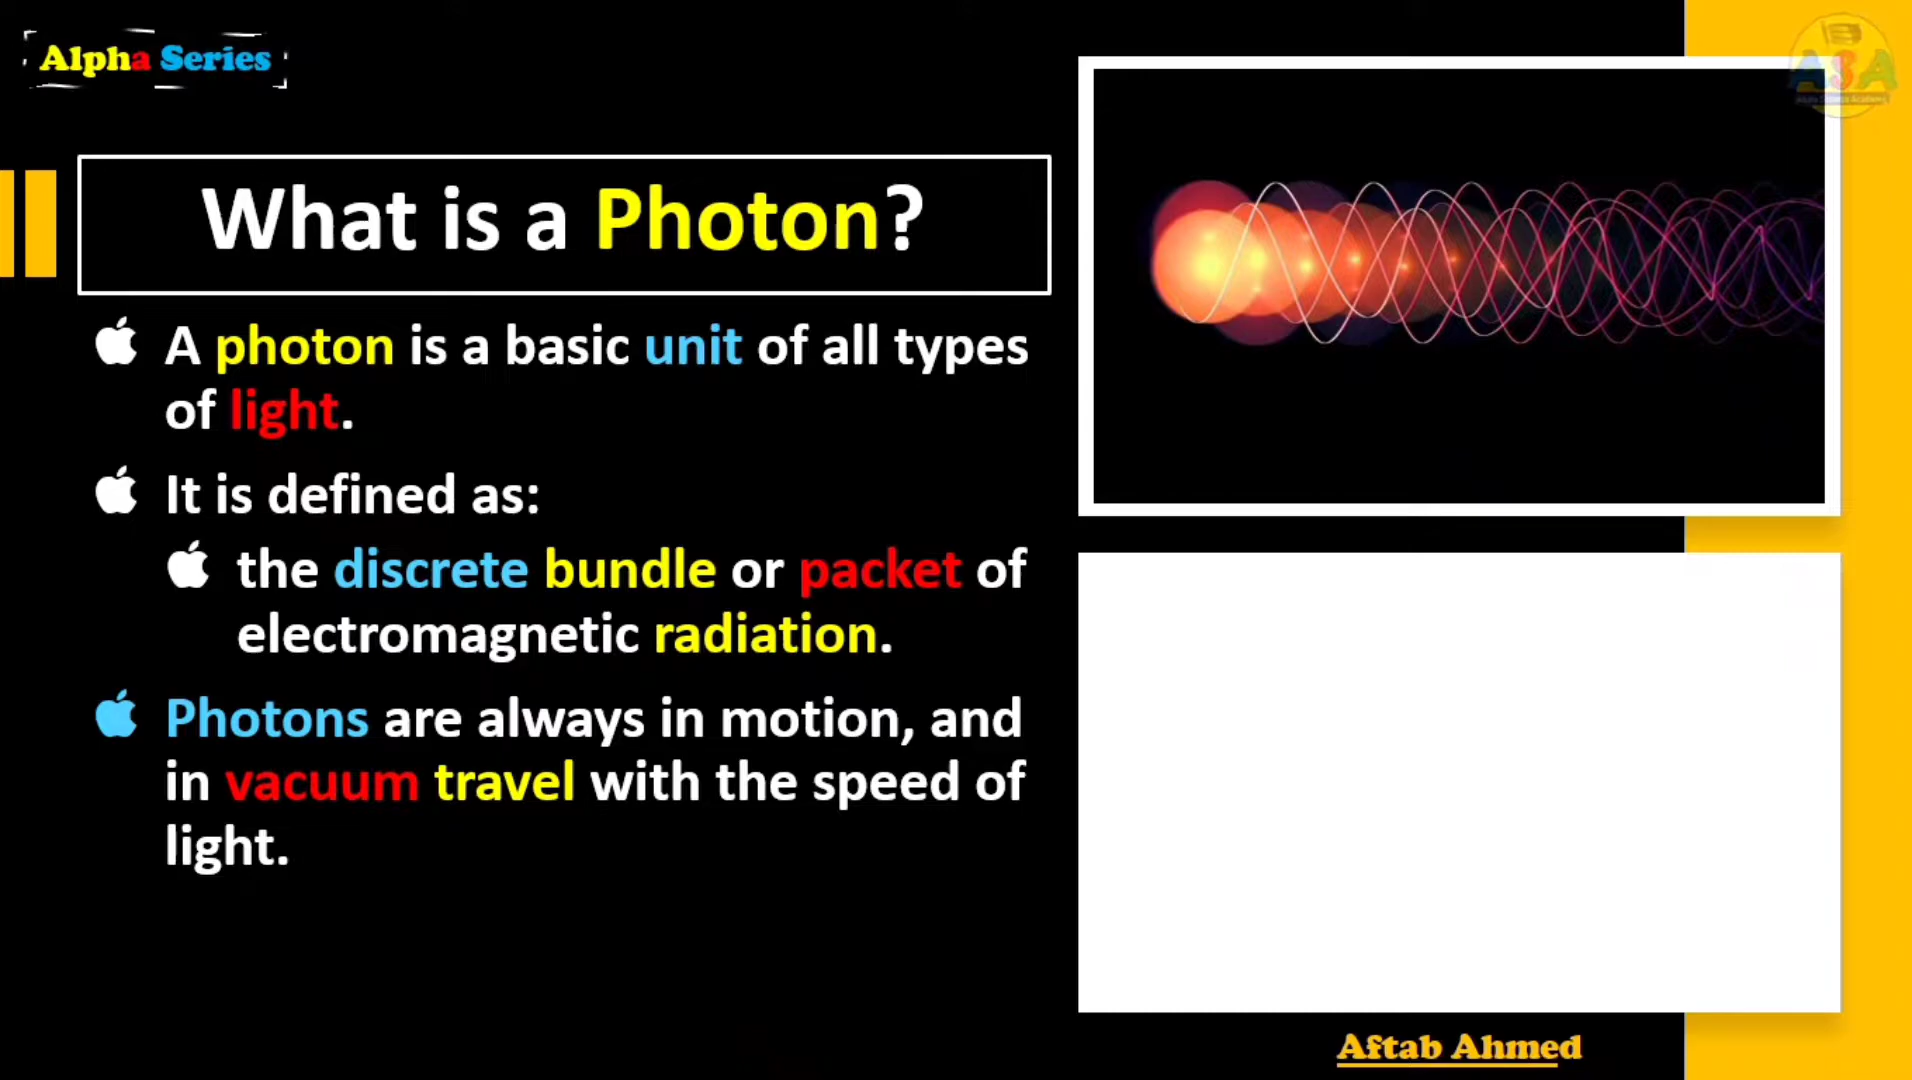 Alpha Series
A3A
What is a Photon?
A photon is a basic unit of all types
of light.
It is defined as:
the discrete bundle or packet of
electromagnetic radiation.
Photons are always in motion, and
in vacuum travel with the speed of
light.
Aftab Ahmed